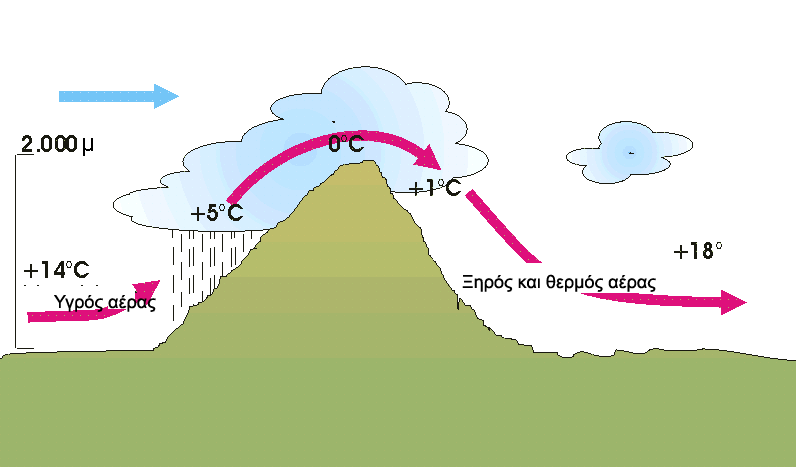 2.000 μ
0°C
+1°C
+5°C
+18°
+14°C
Ξηρός και θερμός αέρας
Υγρός αέρας